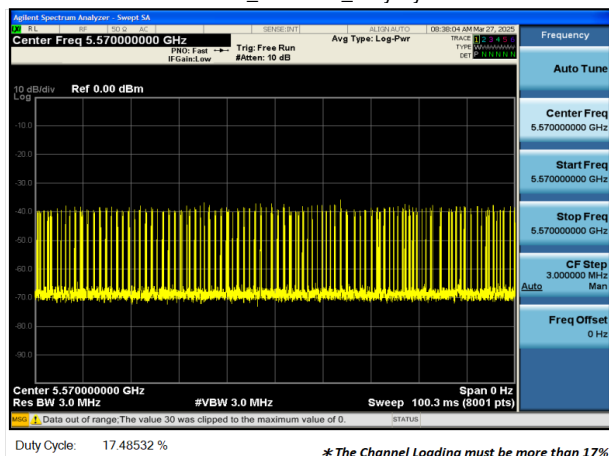 Agilent Spectrum Analyzer - Swept SA
RL RF 50 Ω AC SENSE:INT ALIGN AUTO 08:38:04 AM Mar 27, 2025
Center Freq 5.570000000 GHz
PNO: Fast
IFGain:Low
Trig: Free Run
#Atten: 10 dB
Avg Type: Log-Pwr
TRACE 1 2 3 4 5 6
TYPE
DET P N N N N N
Frequency
10 dB/div Ref 0.00 dBm
Log
Auto Tune
-10.0
-20.0
-30.0
-40.0
-50.0
-60.0
-70.0
-80.0
-90.0
Center Freq
5.570000000 GHz
Start Freq
5.570000000 GHz
Stop Freq
5.570000000 GHz
CF Step
3.000000 MHz
Auto Man
Freq Offset
0 Hz
Center 5.570000000 GHz Span 0 Hz
Res BW 3.0 MHz #VBW 3.0 MHz Sweep 100.3 ms (8001 pts)
MSG Data out of range;The value 30 was clipped to the maximum value of 0. STATUS
Duty Cycle: 17.48532 %
* The Channel Loading must be more than 17%